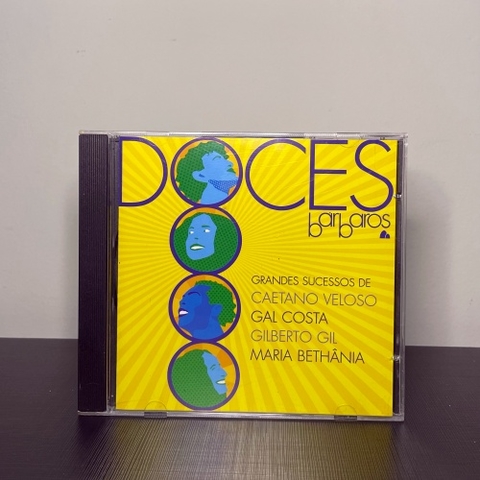 DOCES
bárbaros
GRANDES SUCESSOS DE
CAETANO VELOSO
GAL COSTA
GILBERTO GIL
MARIA BETHÂNIA